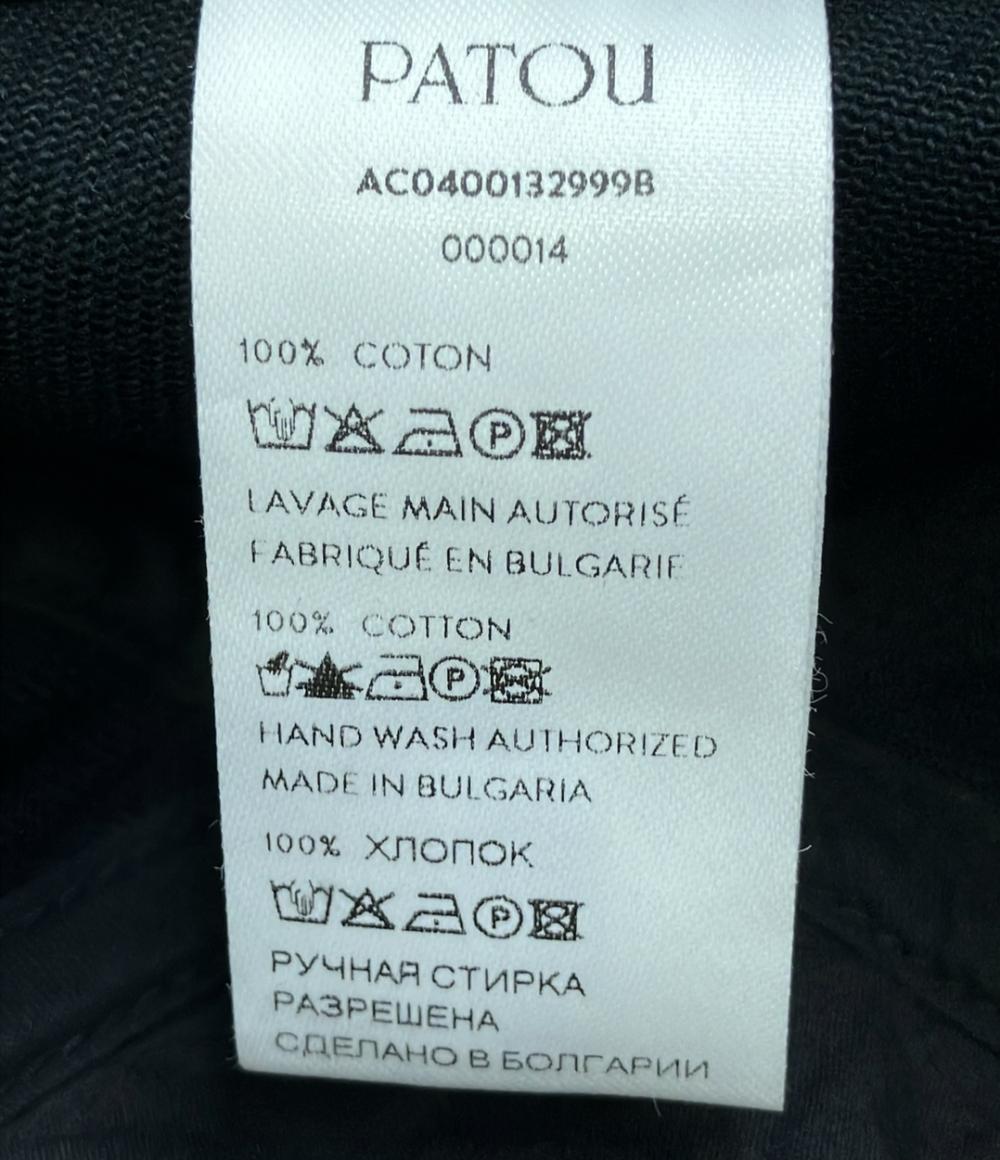 PATOU
AC0400132999B
000014
100% COTON
P
LAVAGE MAIN AUTORISÉ
FABRIQUÉ EN BULGARIE
100% COTTON
P
HAND WASH AUTHORIZED
MADE IN BULGARIA
100% ХЛОПОК
P
РУЧНАЯ СТИРКА
РАЗРЕШЕНА
СДЕЛАНО В БОЛГАРИИ